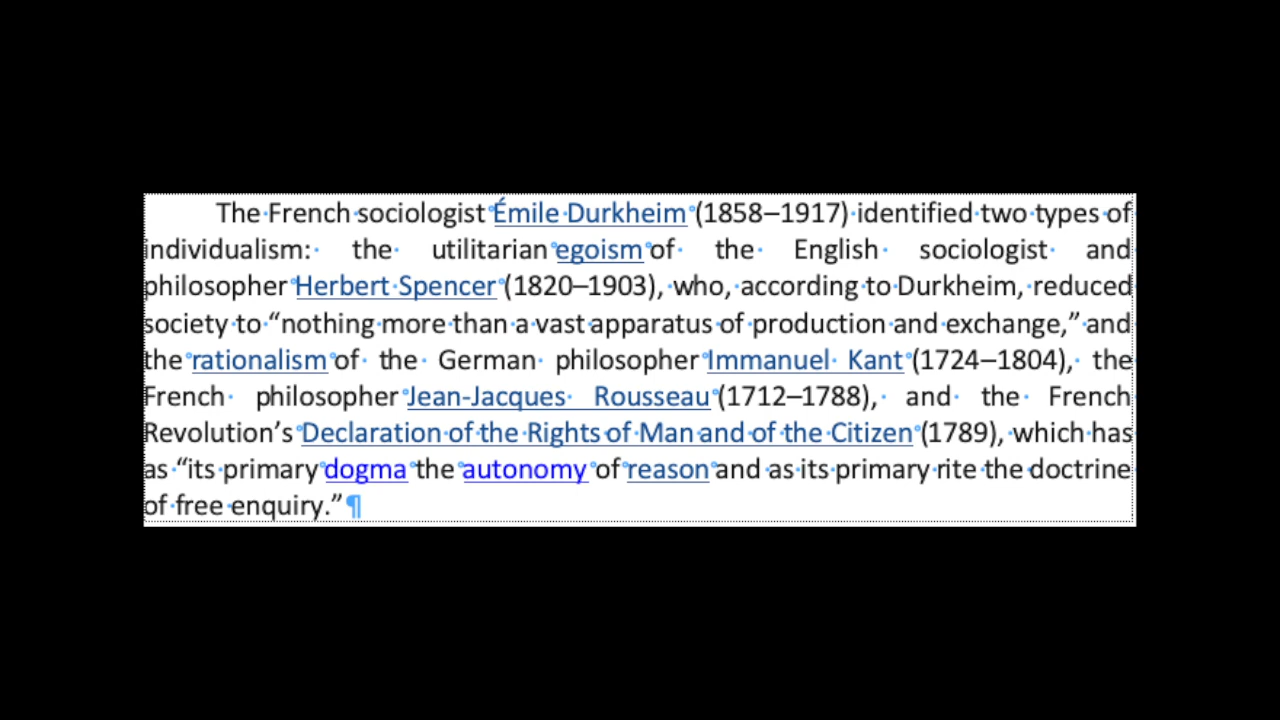 The French sociologist Émile Durkheim (1858–1917) identified two types of
individualism: the utilitarian egoism of the English sociologist and
philosopher Herbert Spencer (1820–1903), who, according to Durkheim, reduced
society to “nothing more than a vast apparatus of production and exchange,” and
the rationalism of the German philosopher Immanuel Kant (1724–1804), the
French philosopher Jean-Jacques Rousseau (1712–1788), and the French
Revolution’s Declaration of the Rights of Man and of the Citizen (1789), which has
as “its primary dogma the autonomy of reason and as its primary rite the doctrine
of free enquiry.”¶